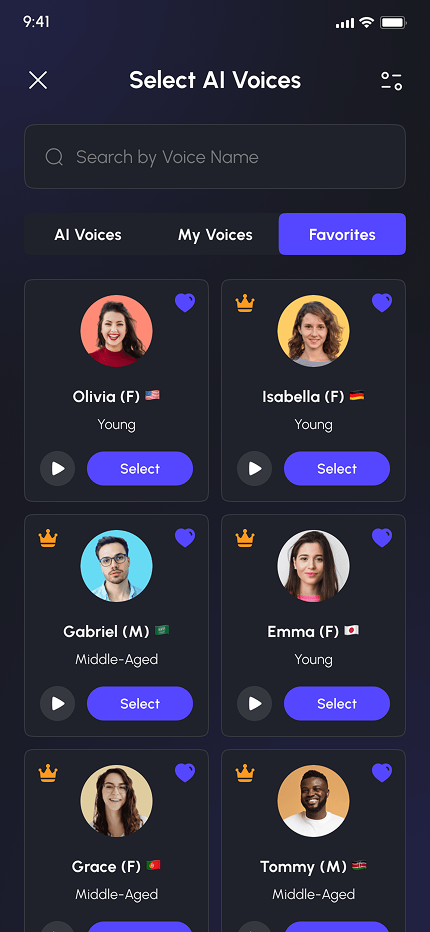 9:41
Select AI Voices
Search by Voice Name
AI Voices My Voices Favorites
Olivia (F) 🇺🇸
Young
Select
Isabella (F) 🇩🇪
Young
Select
Gabriel (M) 🇸🇦
Middle-Aged
Select
Emma (F) 🇯🇵
Young
Select
Grace (F) 🇵🇹
Middle-Aged
Tommy (M) 🇰🇪
Middle-Aged